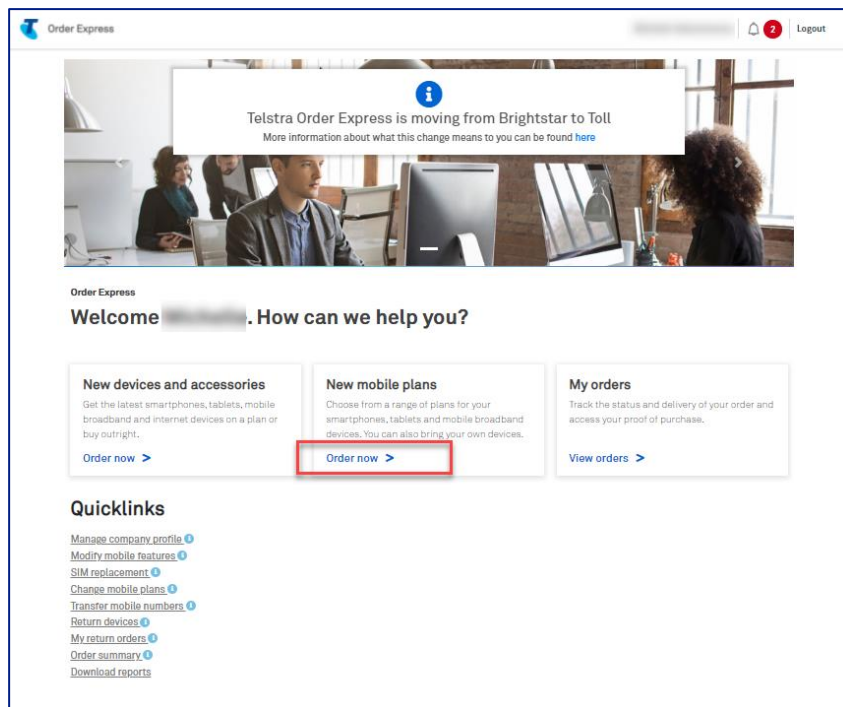 Order Express
2
Logout
Telstra Order Express is moving from Brightstar to Toll
More information about what this change means to you can be found here
Order Express
Welcome . How can we help you?
New devices and accessories
Get the latest smartphones, tablets, mobile
broadband and internet devices on a plan or
buy outright.
Order now >
New mobile plans
Choose from a range of plans for your
smartphones, tablets and mobile broadband
devices. You can also bring your own devices.
Order now >
My orders
Track the status and delivery of your order and
access your proof of purchase.
View orders >
Quicklinks
Manage company profile
Modify mobile features
SIM replacement
Change mobile plans
Transfer mobile numbers
Return devices
My return orders
Order summary
Download reports